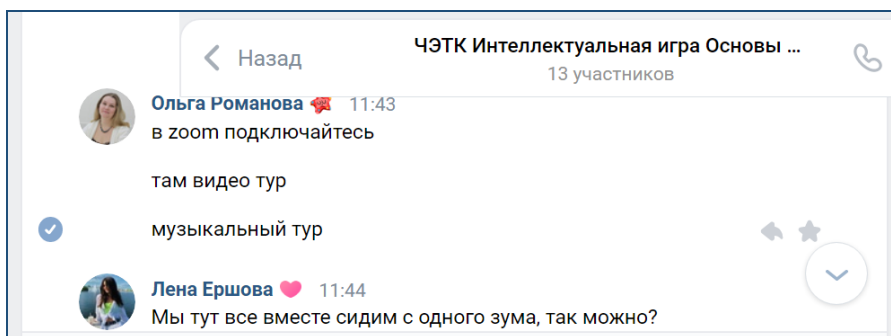 Назад
ЧЭТК Интеллектуальная игра Основы ...
13 участников
Ольга Романова 11:43
в zoom подключайтесь
там видео тур
музыкальный тур
Лена Ершова 11:44
Мы тут все вместе сидим с одного зума, так можно?